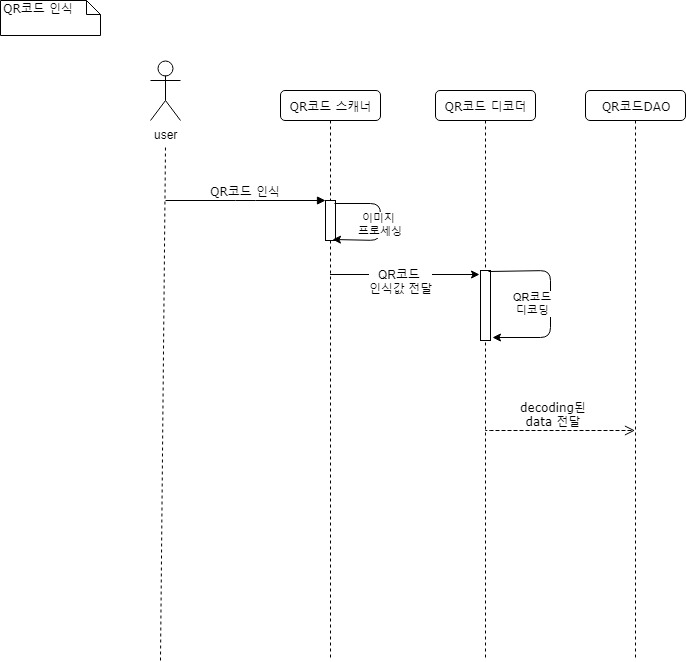 QR코드 인식
user
QR코드 스캐너
QR코드 디코더
QR코드DAO
QR코드 인식
이미지
프로세싱
QR코드
인식값 전달
QR코드
디코딩
decoding된
data 전달